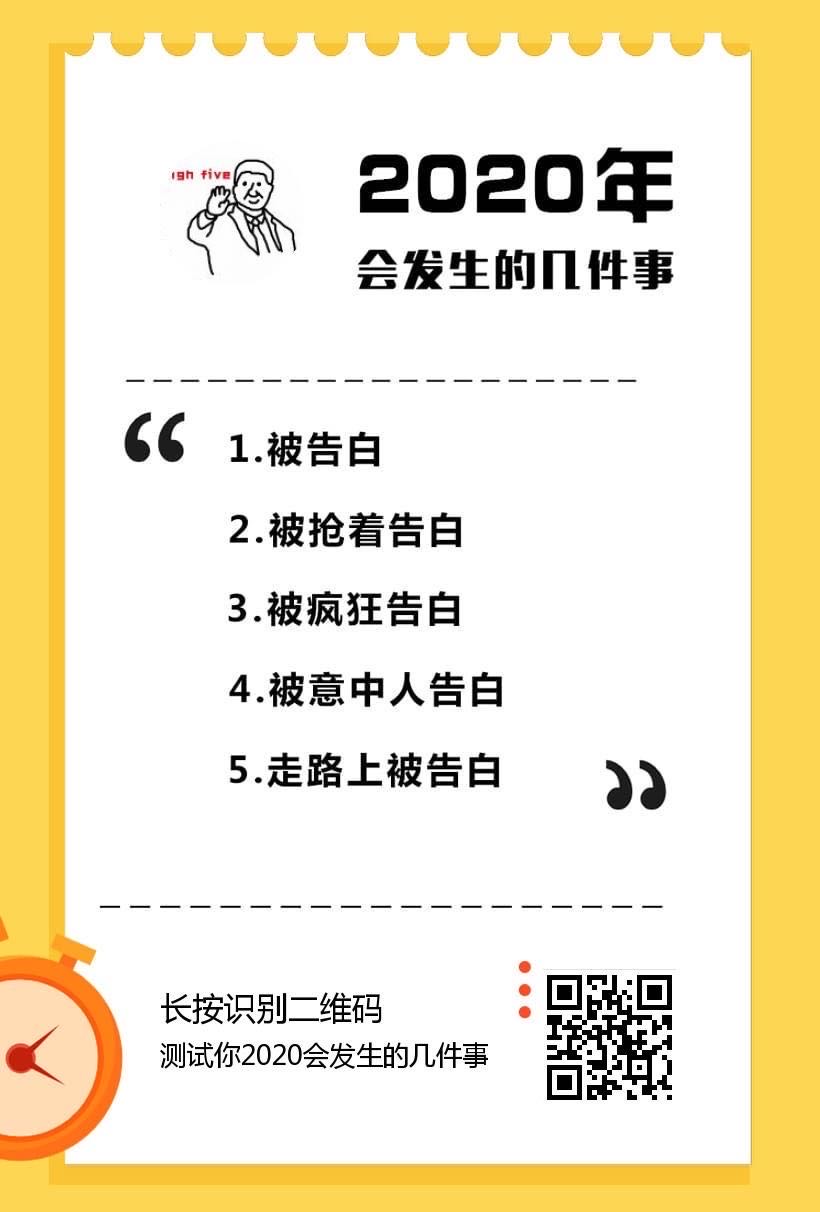 igh five
2020年
会发生的几件事
“
1.被告白
2.被抢着告白
3.被疯狂告白
4.被意中人告白
5.走路上被告白
”
长按识别二维码
测试你2020会发生的几件事